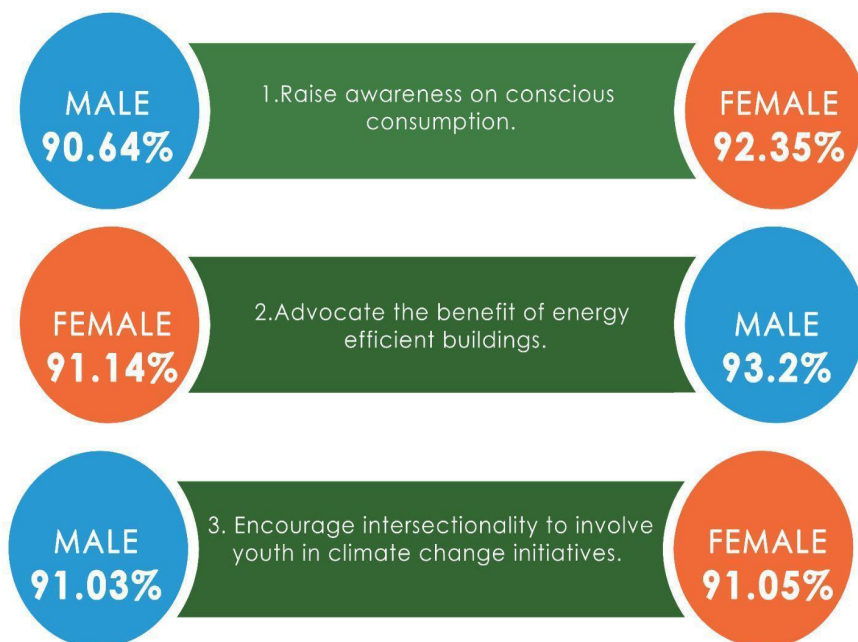 MALE
90.64%
1.Raise awareness on conscious
consumption.
FEMALE
92.35%
FEMALE
91.14%
2.Advocate the benefit of energy
efficient buildings.
MALE
93.2%
MALE
91.03%
3. Encourage intersectionality to involve
youth in climate change initiatives.
FEMALE
91.05%